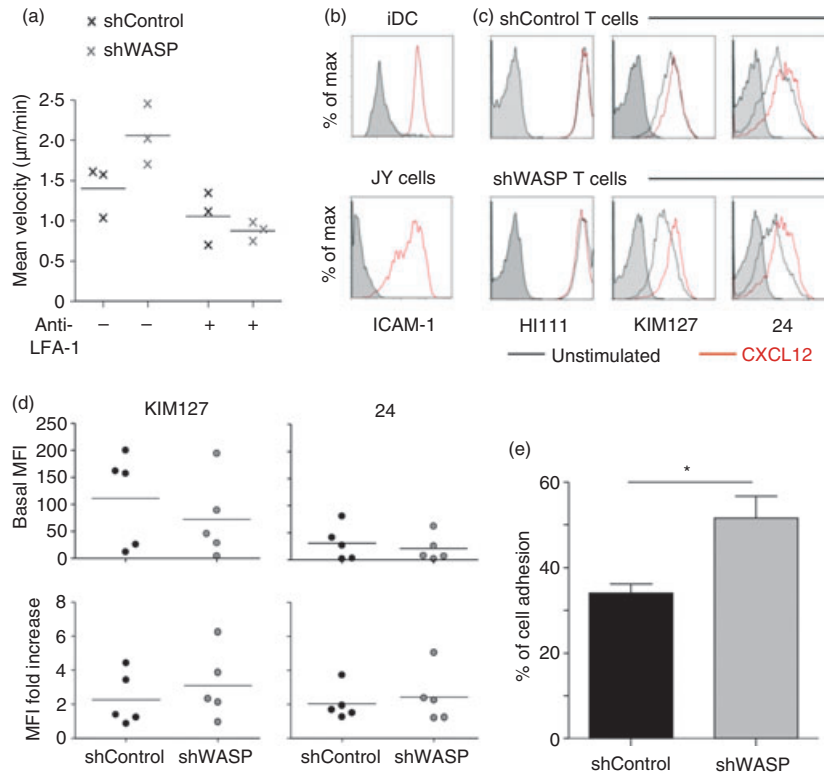 (a)
shControl
shWASP
Mean velocity (µm/min)
2·5
2·0
1·5
1·0
0·5
0
Anti-LFA-1
– – + +
(b)
iDC
% of max
JY cells
% of max
ICAM-1
(c)
shControl T cells
shWASP T cells
HI111
KIM127
24
Unstimulated
CXCL12
(d)
KIM127
24
Basal MFI
250
200
150
100
50
0
MFI fold increase
8
6
4
2
0
shControl
shWASP
shControl
shWASP
(e)
*
% of cell adhesion
60
40
20
0
shControl
shWASP